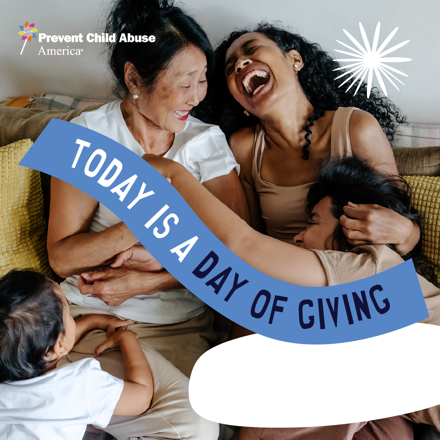 Prevent Child Abuse
America®
TODAY IS A DAY OF GIVING